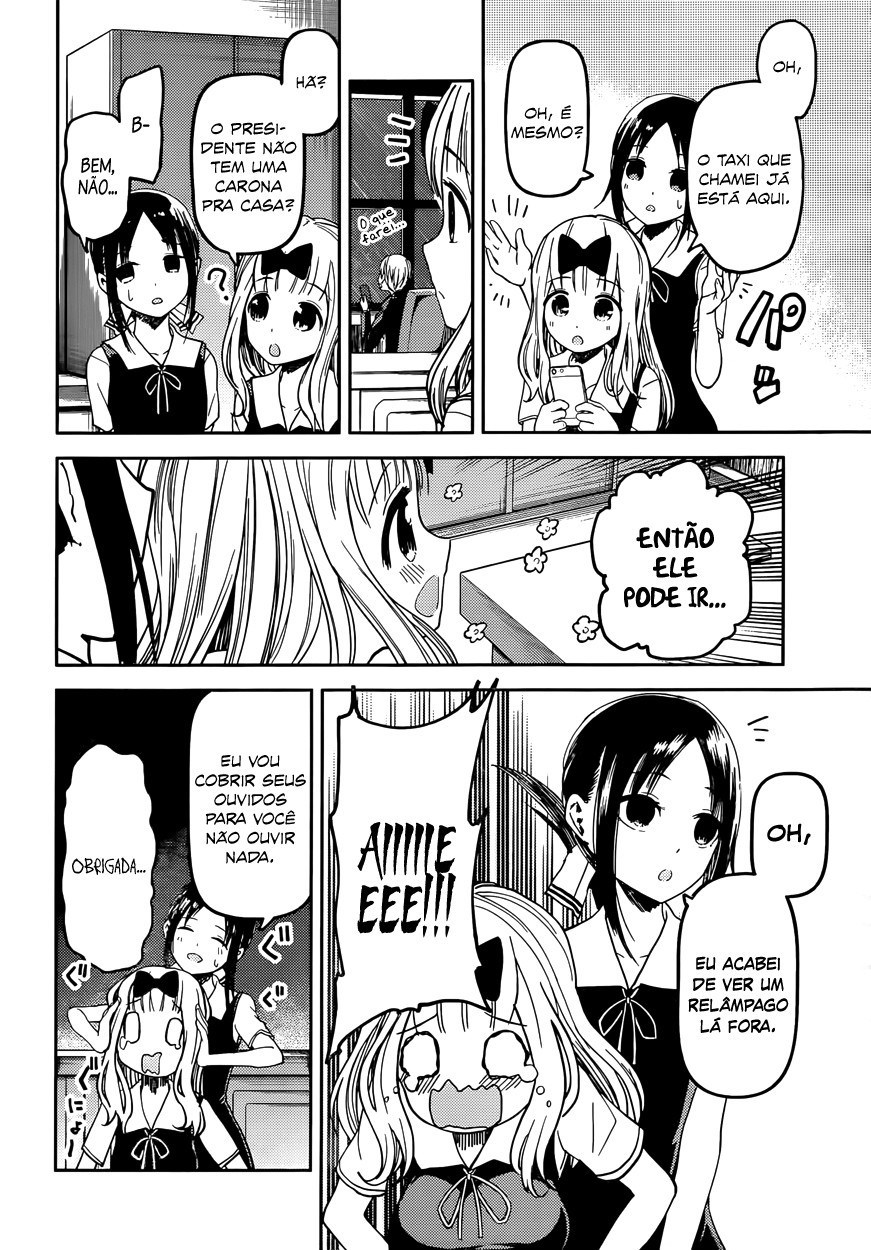 OH,
O TAXI QUE
CHAMEI JÁ
ESTÁ AQUI.
OH, É
MESMO?
パシ
O que
farei...
HÃ?
O PRESI-
DENTE NÃO
TEM UMA
CARONA
PRA CASA?
?
B-
BEM,
NÃO...
ENTÃO
ELE
PODE IR...
OH,
EU ACABEI
DE VER UM
RELÂMPAGO
LÁ FORA.
AIIIIIE
EEE!!!
EU VOU
COBRIR SEUS
OUVIDOS
PARA VOCÊ
NÃO OUVIR
NADA.
OBRIGADA...